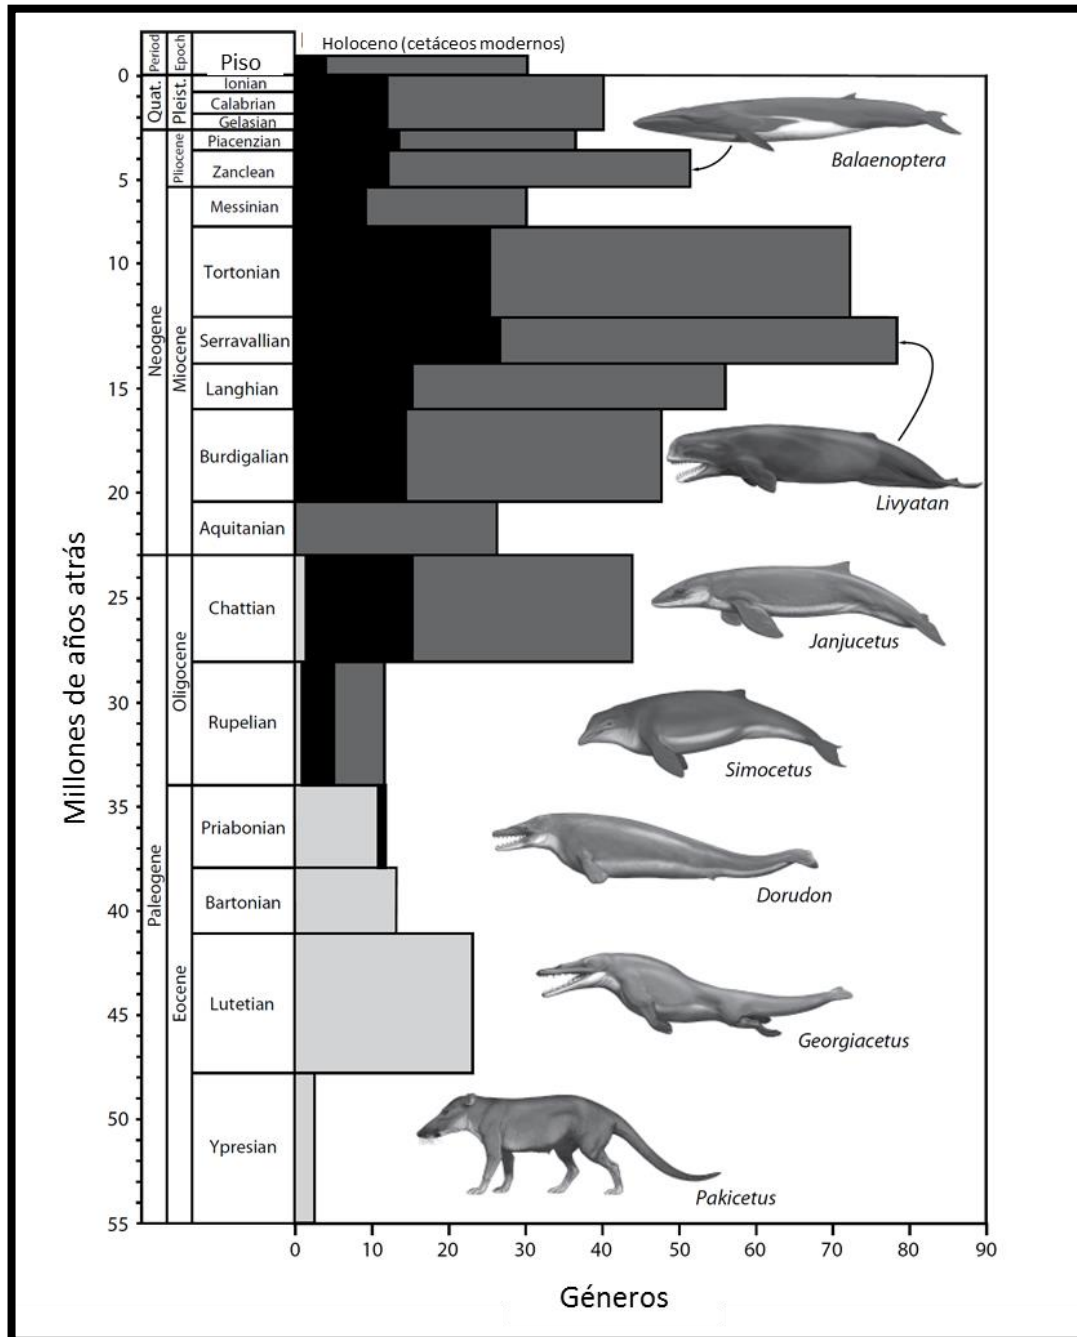 Period
Epoch
Piso
Holoceno (cetáceos modernos)
0
Quat.
Pleist.
Ionian
Calabrian
Gelasian
Balaenoptera
Pliocene
Piacenzian
Zanclean
5
Neogene
Miocene
Messinian
10
Tortonian
Serravallian
15
Langhian
Burdigalian
20
Livyatan
Aquitanian
Millones de años atrás
Paleogene
Oligocene
25
Chattian
Janjucetus
30
Rupelian
Simocetus
Eocene
35
Priabonian
Dorudon
40
Bartonian
45
Lutetian
Georgiacetus
50
Ypresian
Pakicetus
55
0 10 20 30 40 50 60 70 80 90
Géneros